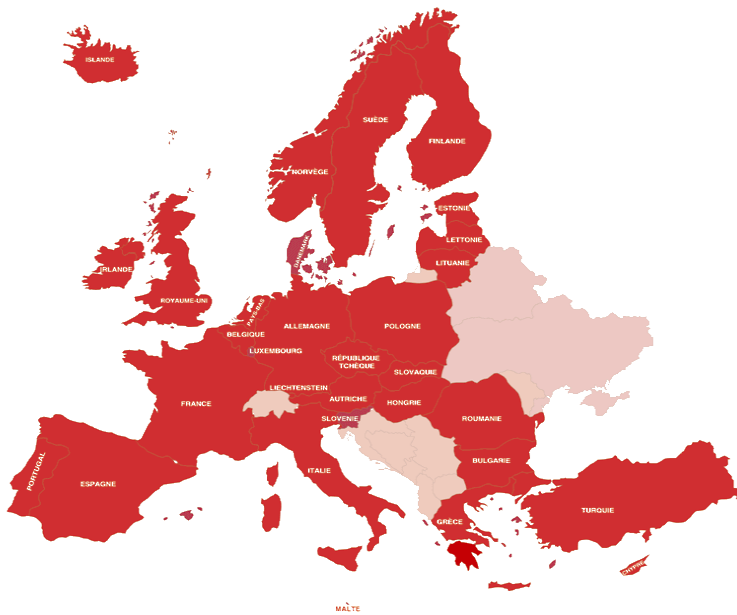 ISLANDE
SUÈDE
FINLANDE
NORVÈGE
ESTONIE
LETTONIE
DANEMARK
LITUANIE
IRLANDE
ROYAUME-UNI
PAYS-BAS
BELGIQUE
ALLEMAGNE
POLOGNE
LUXEMBOURG
RÉPUBLIQUE
TCHÈQUE
SLOVAQUIE
LIECHTENSTEIN
AUTRICHE
FRANCE
HONGRIE
SLOVENIE
ROUMANIE
PORTUGAL
ESPAGNE
ITALIE
BULGARIE
GRÈCE
TURQUIE
CHYPRE
MALTE